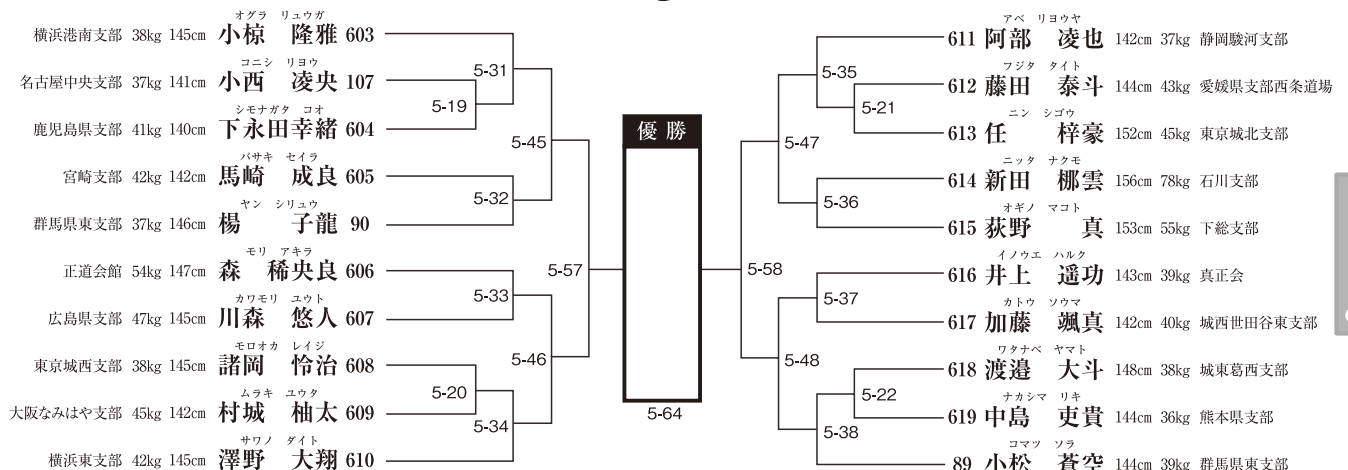 オグラ リュウガ
横浜港南支部 38kg 145cm 小椋 隆雅 603
コニシ リョウ
名古屋中央支部 37kg 141cm 小西 凌央 107
シモナガタ コオ
鹿児島県支部 41kg 140cm 下永田幸緒 604
バサキ セイラ
宮崎支部 42kg 142cm 馬崎 成良 605
ヤン シリュウ
群馬県東支部 37kg 146cm 楊 子龍 90
モリ アキラ
正道会館 54kg 147cm 森 稀央良 606
カワモリ ユウト
広島県支部 47kg 145cm 川森 悠人 607
モロオカ レイジ
東京城西支部 38kg 145cm 諸岡 怜治 608
ムラキ ユウタ
大阪なみはや支部 45kg 142cm 村城 柚太 609
サワノ ダイト
横浜東支部 42kg 145cm 澤野 大翔 610
5-31
5-19
5-45
5-32
5-57
5-33
5-46
5-20
5-34
優勝
5-64
5-35
5-21
5-47
5-36
5-58
5-37
5-48
5-22
5-38
アベ リヨウヤ
611 阿部 凌也 142cm 37kg 静岡駿河支部
フジタ タイト
612 藤田 泰斗 144cm 43kg 愛媛県支部西条道場
ニン シゴウ
613 任 梓豪 152cm 45kg 東京城北支部
ニッタ ナクモ
614 新田 梛雲 156cm 78kg 石川支部
オギノ マコト
615 荻野 真 153cm 55kg 下総支部
イノウエ ハルク
616 井上 遥功 143cm 39kg 真正会
カトウ ソウマ
617 加藤 颯真 142cm 40kg 城西世田谷東支部
ワタナベ ヤマト
618 渡邉 大斗 148cm 38kg 城東葛西支部
ナカシマ リキ
619 中島 吏貴 144cm 36kg 熊本県支部
コマツ ソラ
89 小松 蒼空 144cm 39kg 群馬県東支部